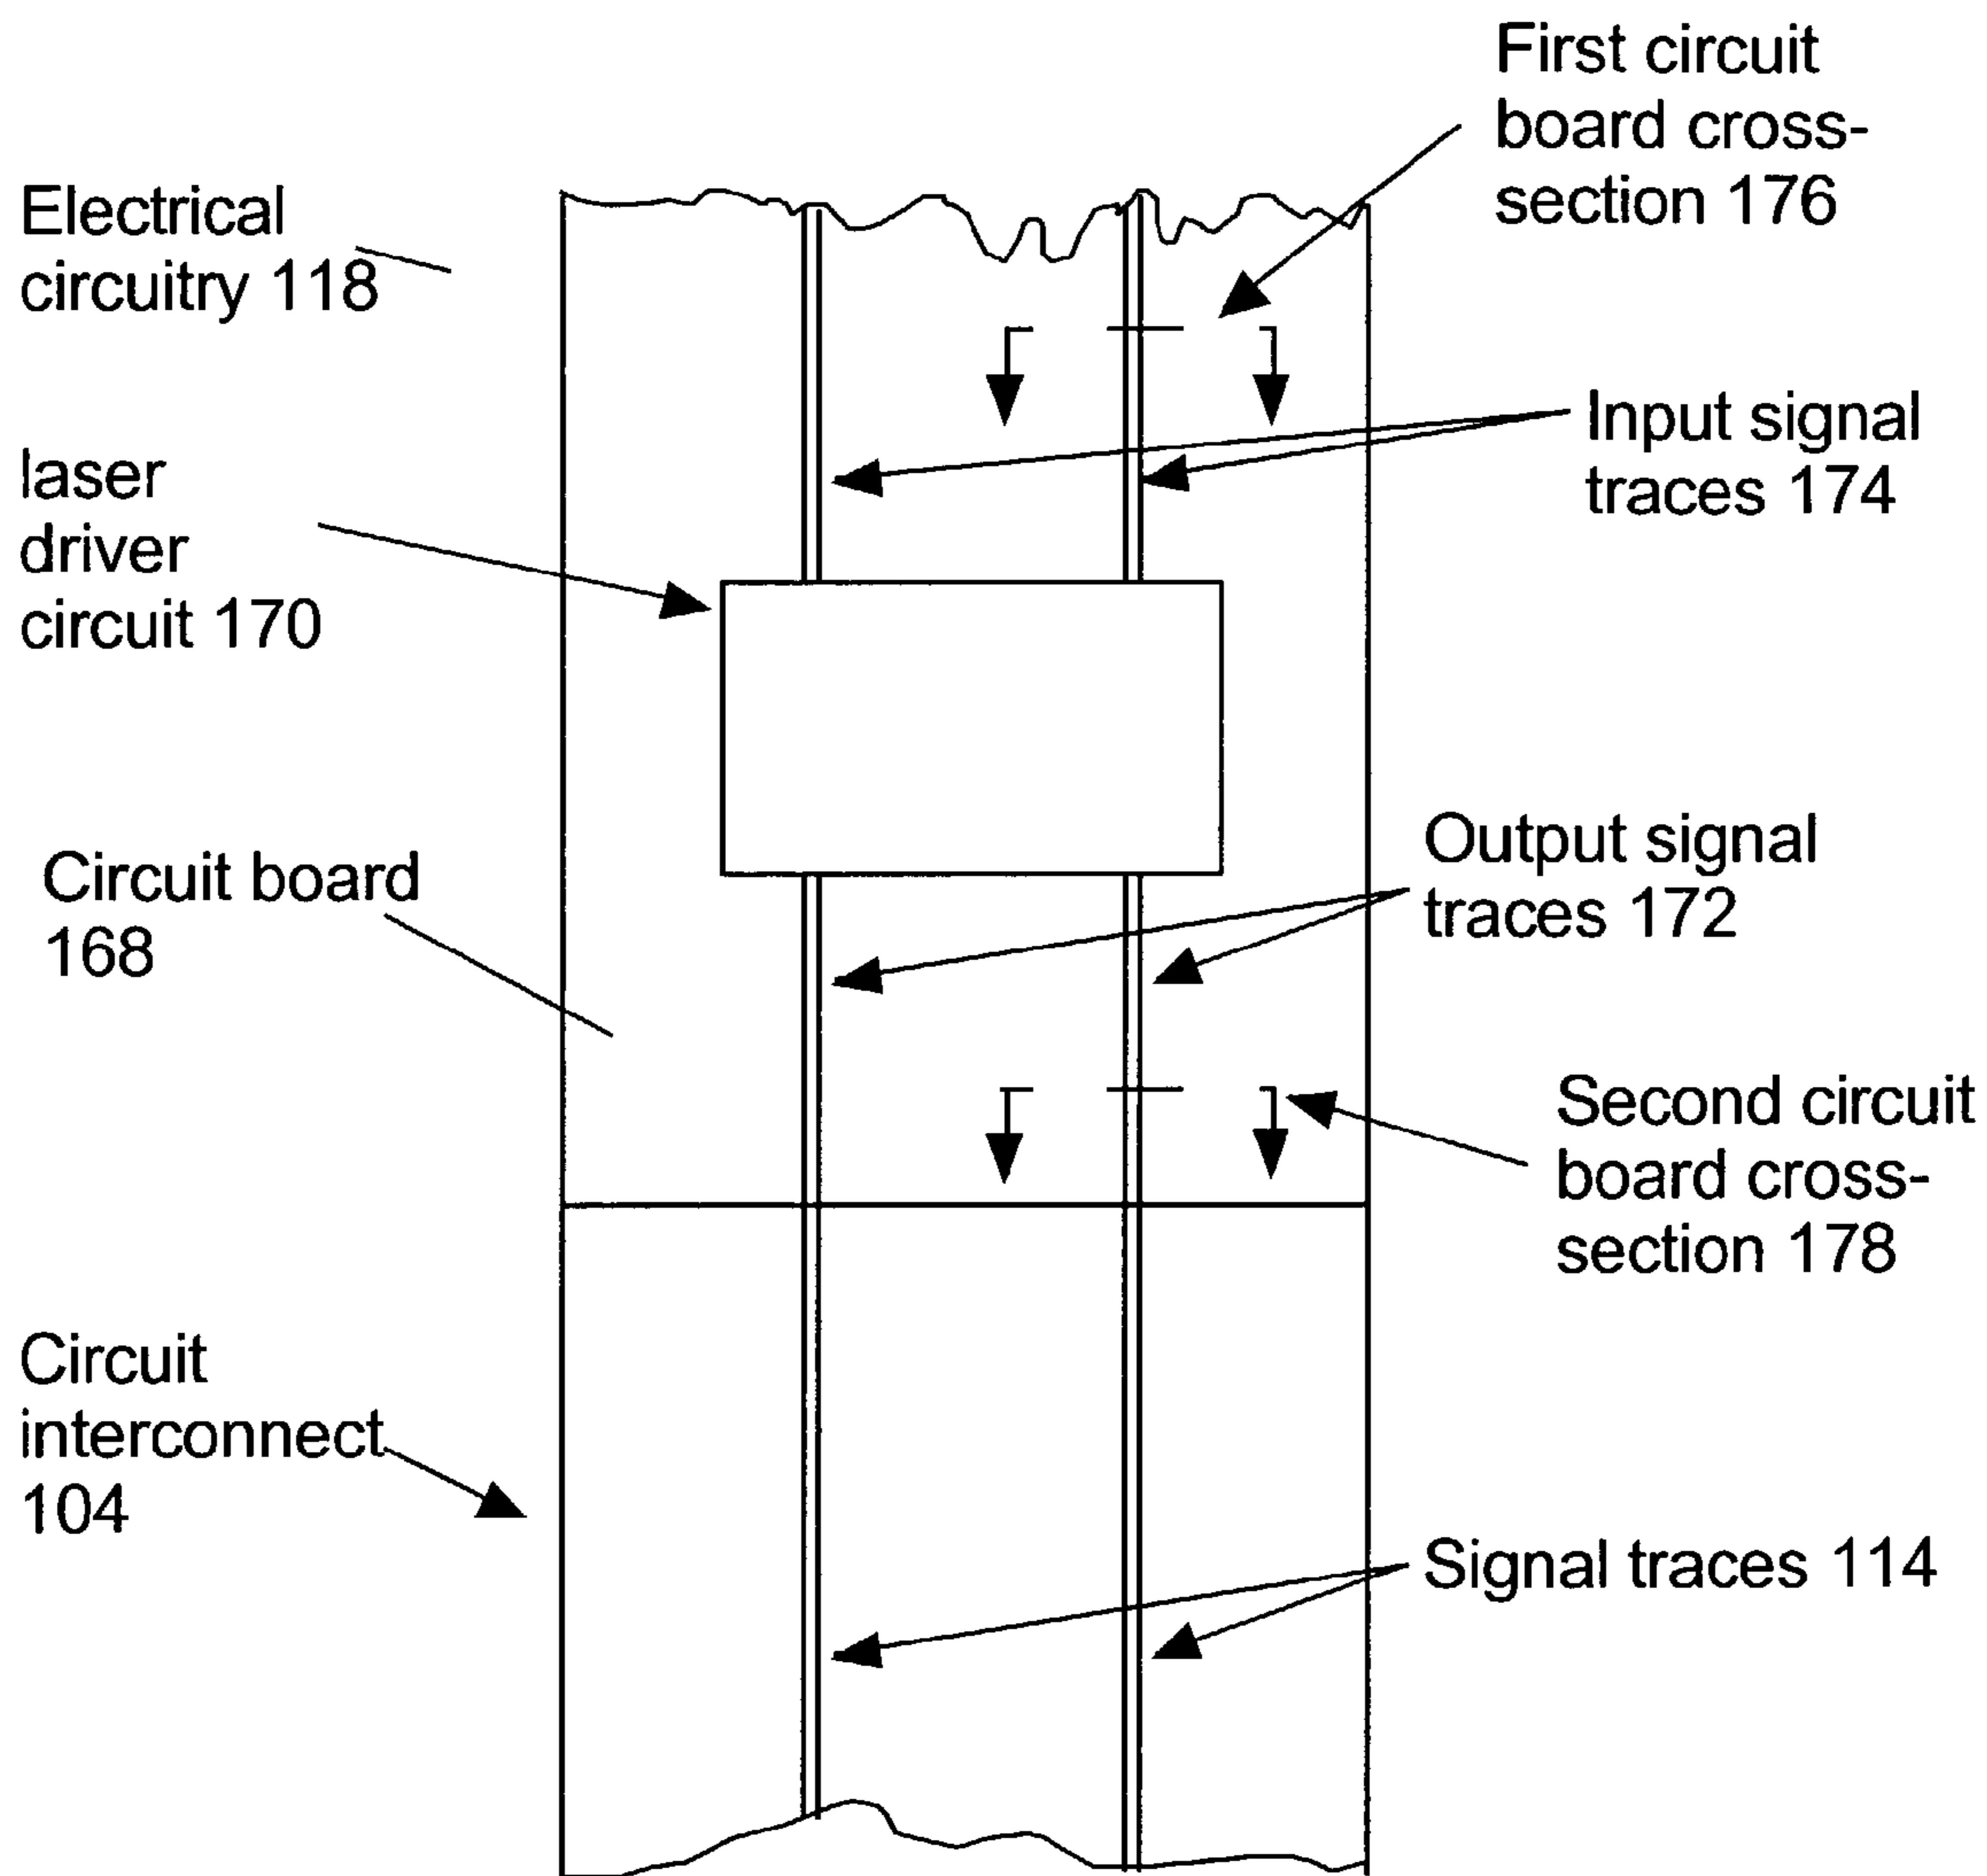 First circuit
board cross-
section 176
Electrical
circuitry 118
Input signal
traces 174
laser
driver
circuit 170
Output signal
traces 172
Circuit board
168
Second circuit
board cross-
section 178
Circuit
interconnect
104
Signal traces 114